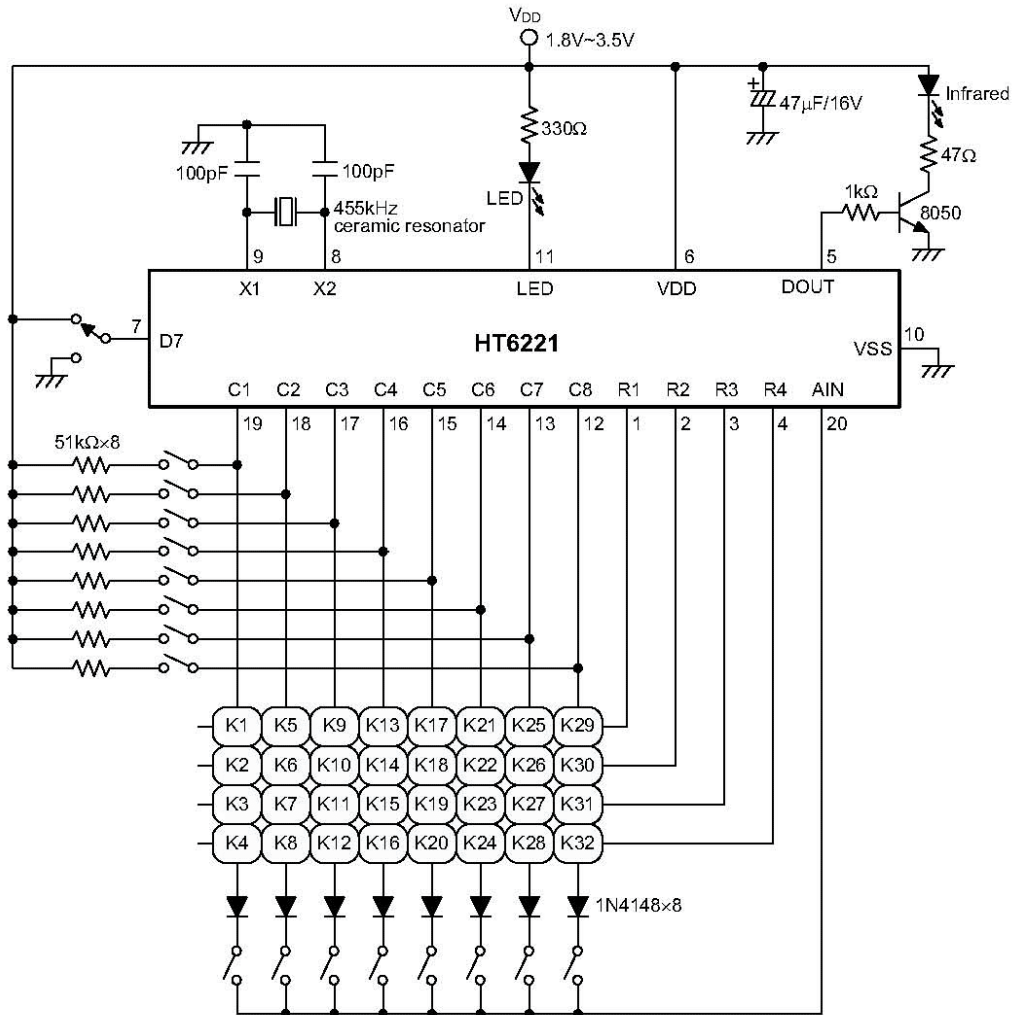 VDD
1.8V~3.5V
330Ω
47µF/16V
Infrared
47Ω
100pF
100pF
LED
1kΩ
8050
455kHz
ceramic resonator
9 8 11 6 5
X1 X2 LED VDD DOUT
7
D7
HT6221
VSS
10
C1 C2 C3 C4 C5 C6 C7 C8 R1 R2 R3 R4 AIN
19 18 17 16 15 14 13 12 1 2 3 4 20
51kΩ×8
K1 K5 K9 K13 K17 K21 K25 K29
K2 K6 K10 K14 K18 K22 K26 K30
K3 K7 K11 K15 K19 K23 K27 K31
K4 K8 K12 K16 K20 K24 K28 K32
1N4148×8